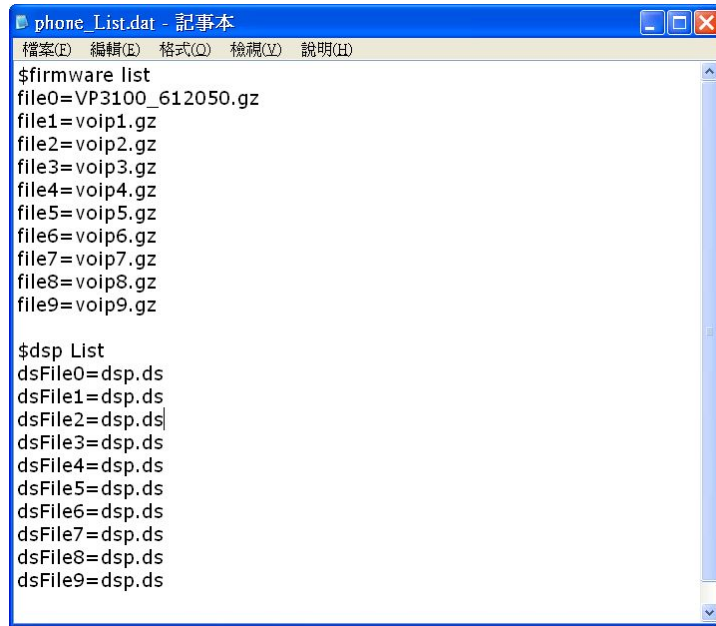 phone_List.dat - 記事本
檔案(F) 編輯(E) 格式(O) 檢視(V) 說明(H)
$firmware list
file0=VP3100_612050.gz
file1=voip1.gz
file2=voip2.gz
file3=voip3.gz
file4=voip4.gz
file5=voip5.gz
file6=voip6.gz
file7=voip7.gz
file8=voip8.gz
file9=voip9.gz
$dsp List
dsFile0=dsp.ds
dsFile1=dsp.ds
dsFile2=dsp.ds
dsFile3=dsp.ds
dsFile4=dsp.ds
dsFile5=dsp.ds
dsFile6=dsp.ds
dsFile7=dsp.ds
dsFile8=dsp.ds
dsFile9=dsp.ds